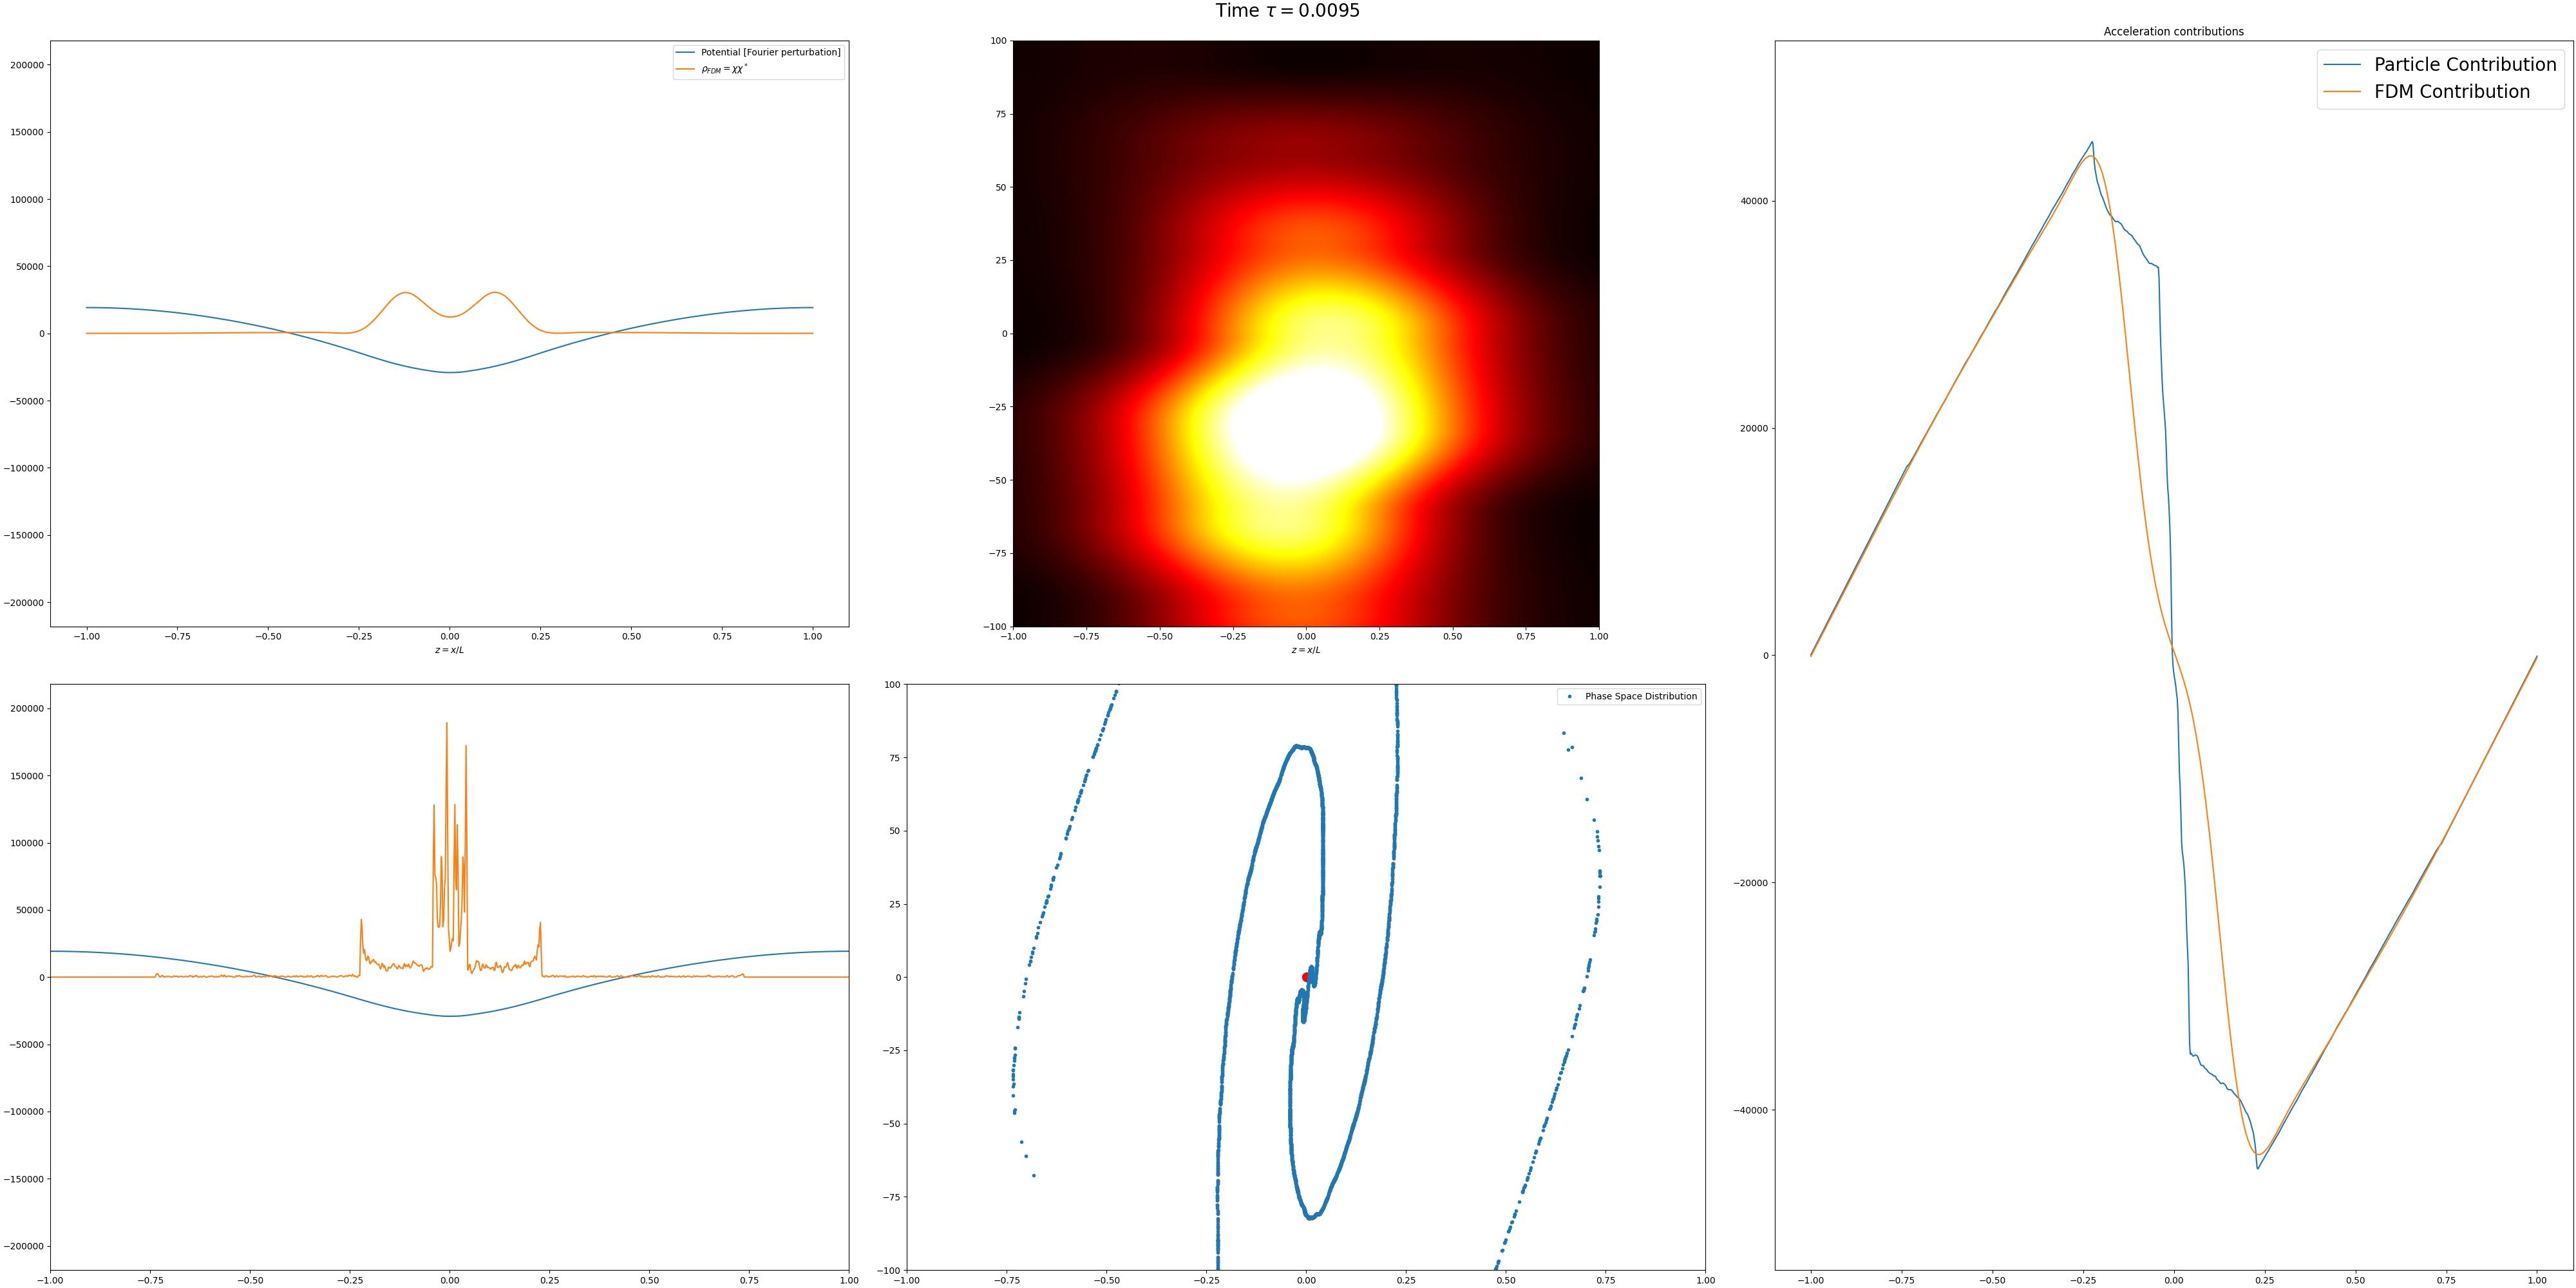 Time τ = 0.0095
Potential [Fourier perturbation]
ρFDM = χχ*
200000
150000
100000
50000
0
−50000
−100000
−150000
−200000
−1.00 −0.75 −0.50 −0.25 0.00 0.25 0.50 0.75 1.00
z = x/L
100
75
50
25
0
−25
−50
−75
−100
−1.00 −0.75 −0.50 −0.25 0.00 0.25 0.50 0.75 1.00
z = x/L
Acceleration contributions
Particle Contribution
FDM Contribution
40000
20000
0
−20000
−40000
−1.00 −0.75 −0.50 −0.25 0.00 0.25 0.50 0.75 1.00
200000
150000
100000
50000
0
−50000
−100000
−150000
−200000
−1.00 −0.75 −0.50 −0.25 0.00 0.25 0.50 0.75 1.00
Phase Space Distribution
100
75
50
25
0
−25
−50
−75
−100
−1.00 −0.75 −0.50 −0.25 0.00 0.25 0.50 0.75 1.00